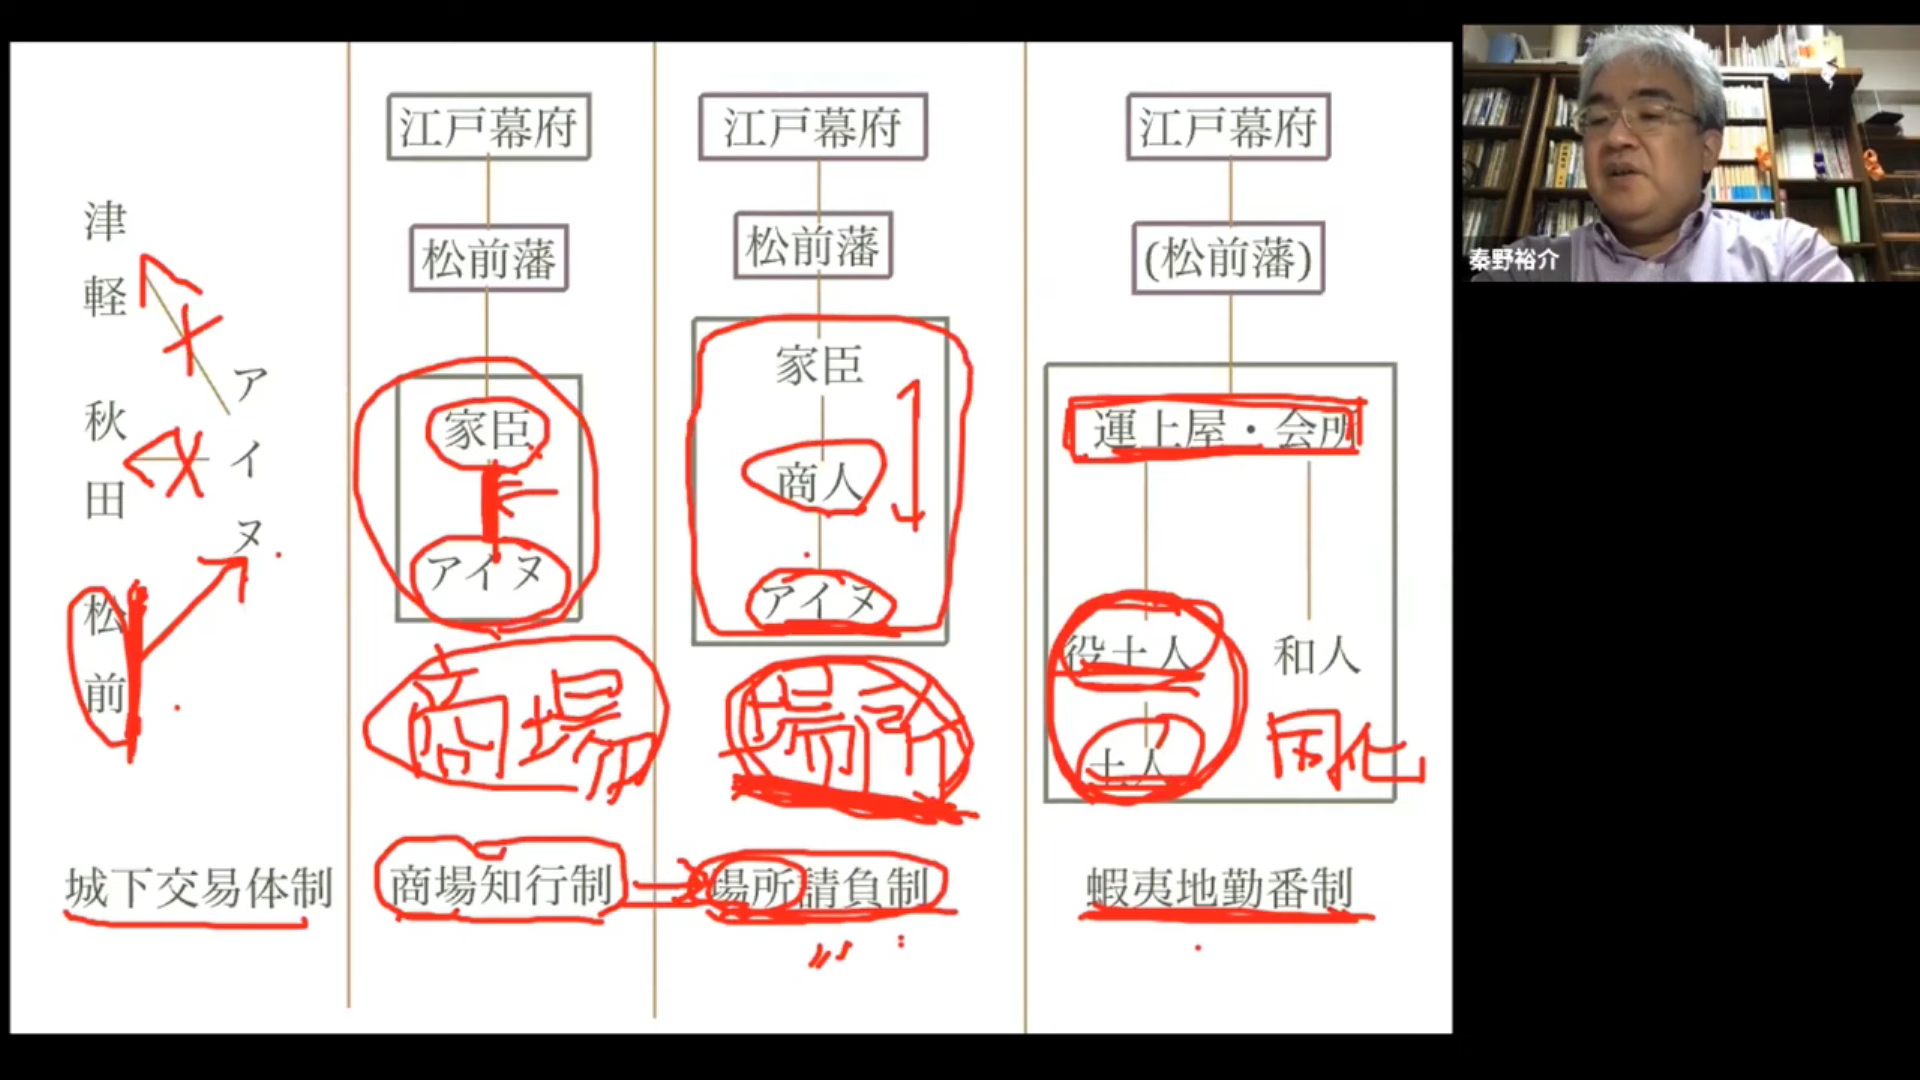 津軽
秋田
松前
アイヌ
城下交易体制
江戸幕府
松前藩
家臣
アイヌ
商場
商場知行制
江戸幕府
松前藩
家臣
商人
アイヌ
場所
場所請負制
江戸幕府
(松前藩)
運上屋・会所
役土人
土人
和人
同化
蝦夷地勤番制
秦野裕介